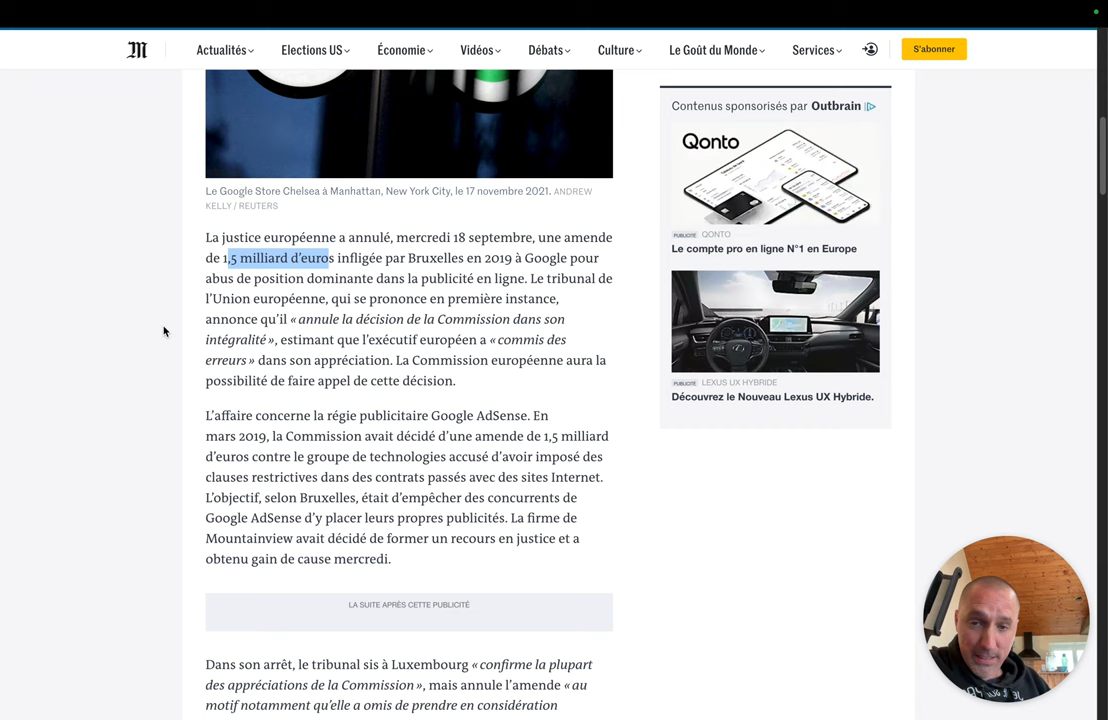 M
Actualités
Elections US
Économie
Vidéos
Débats
Culture
Le Goût du Monde
Services
S'abonner
Le Google Store Chelsea à Manhattan, New York City, le 17 novembre 2021. ANDREW
KELLY / REUTERS
La justice européenne a annulé, mercredi 18 septembre, une amende
de 1,5 milliard d’euros infligée par Bruxelles en 2019 à Google pour
abus de position dominante dans la publicité en ligne. Le tribunal de
l’Union européenne, qui se prononce en première instance,
annonce qu’il « annule la décision de la Commission dans son
intégralité », estimant que l’exécutif européen a « commis des
erreurs » dans son appréciation. La Commission européenne aura la
possibilité de faire appel de cette décision.
L’affaire concerne la régie publicitaire Google AdSense. En
mars 2019, la Commission avait décidé d’une amende de 1,5 milliard
d’euros contre le groupe de technologies accusé d’avoir imposé des
clauses restrictives dans des contrats passés avec des sites Internet.
L’objectif, selon Bruxelles, était d’empêcher des concurrents de
Google AdSense d’y placer leurs propres publicités. La firme de
Mountainview avait décidé de former un recours en justice et a
obtenu gain de cause mercredi.
LA SUITE APRÈS CETTE PUBLICITÉ
Dans son arrêt, le tribunal sis à Luxembourg « confirme la plupart
des appréciations de la Commission », mais annule l’amende « au
motif notamment qu’elle a omis de prendre en considération
Contenus sponsorisés par Outbrain
Qonto
PUBLICITÉ QONTO
Le compte pro en ligne N°1 en Europe
PUBLICITÉ LEXUS UX HYBRIDE
Découvrez le Nouveau Lexus UX Hybride.